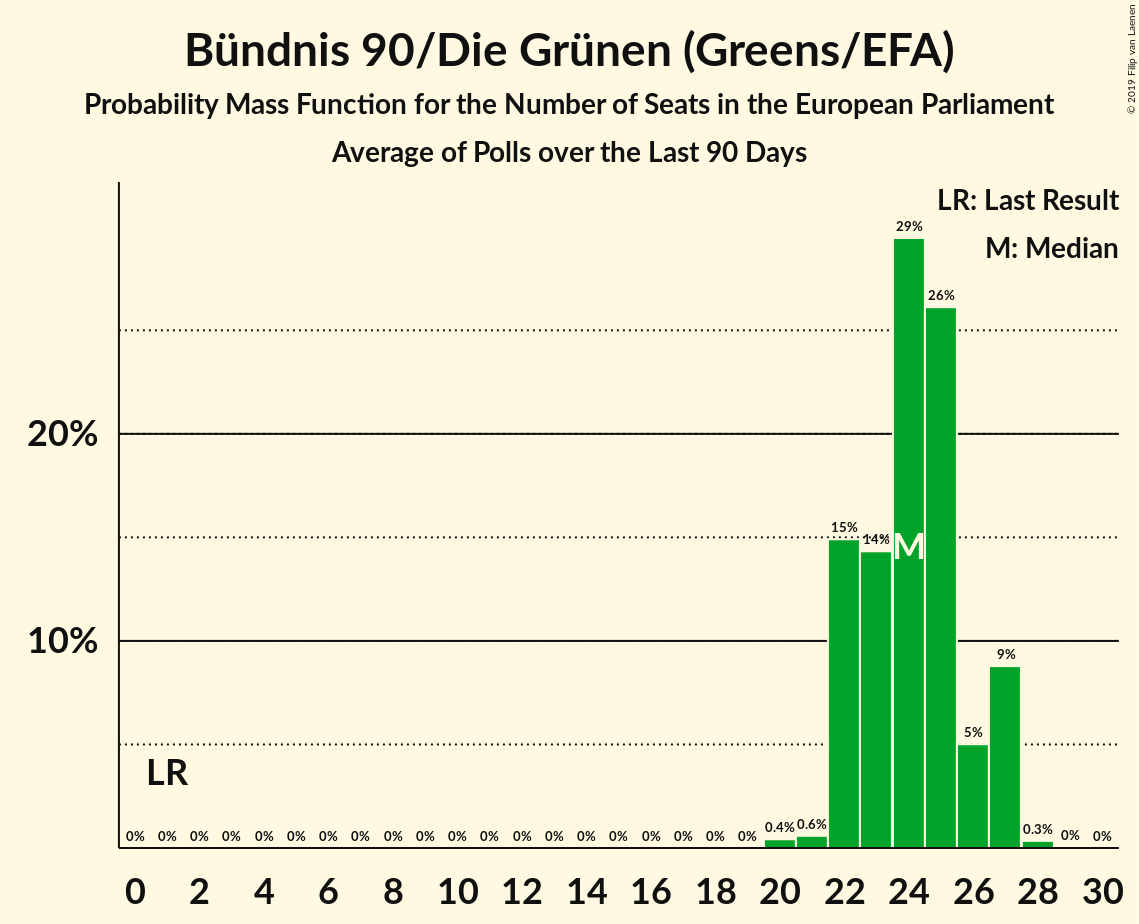 Bündnis 90/Die Grünen (Greens/EFA)
Probability Mass Function for the Number of Seats in the European Parliament
Average of Polls over the Last 90 Days
© 2019 Filip van Laenen
LR: Last Result
M: Median
29%
26%
20%
15%
14%
M
10%
9%
5%
LR
0% 0% 0% 0% 0% 0% 0% 0% 0% 0% 0% 0% 0% 0% 0% 0% 0% 0% 0% 0% 0.4% 0.6% 0.3% 0% 0%
0 2 4 6 8 10 12 14 16 18 20 22 24 26 28 30